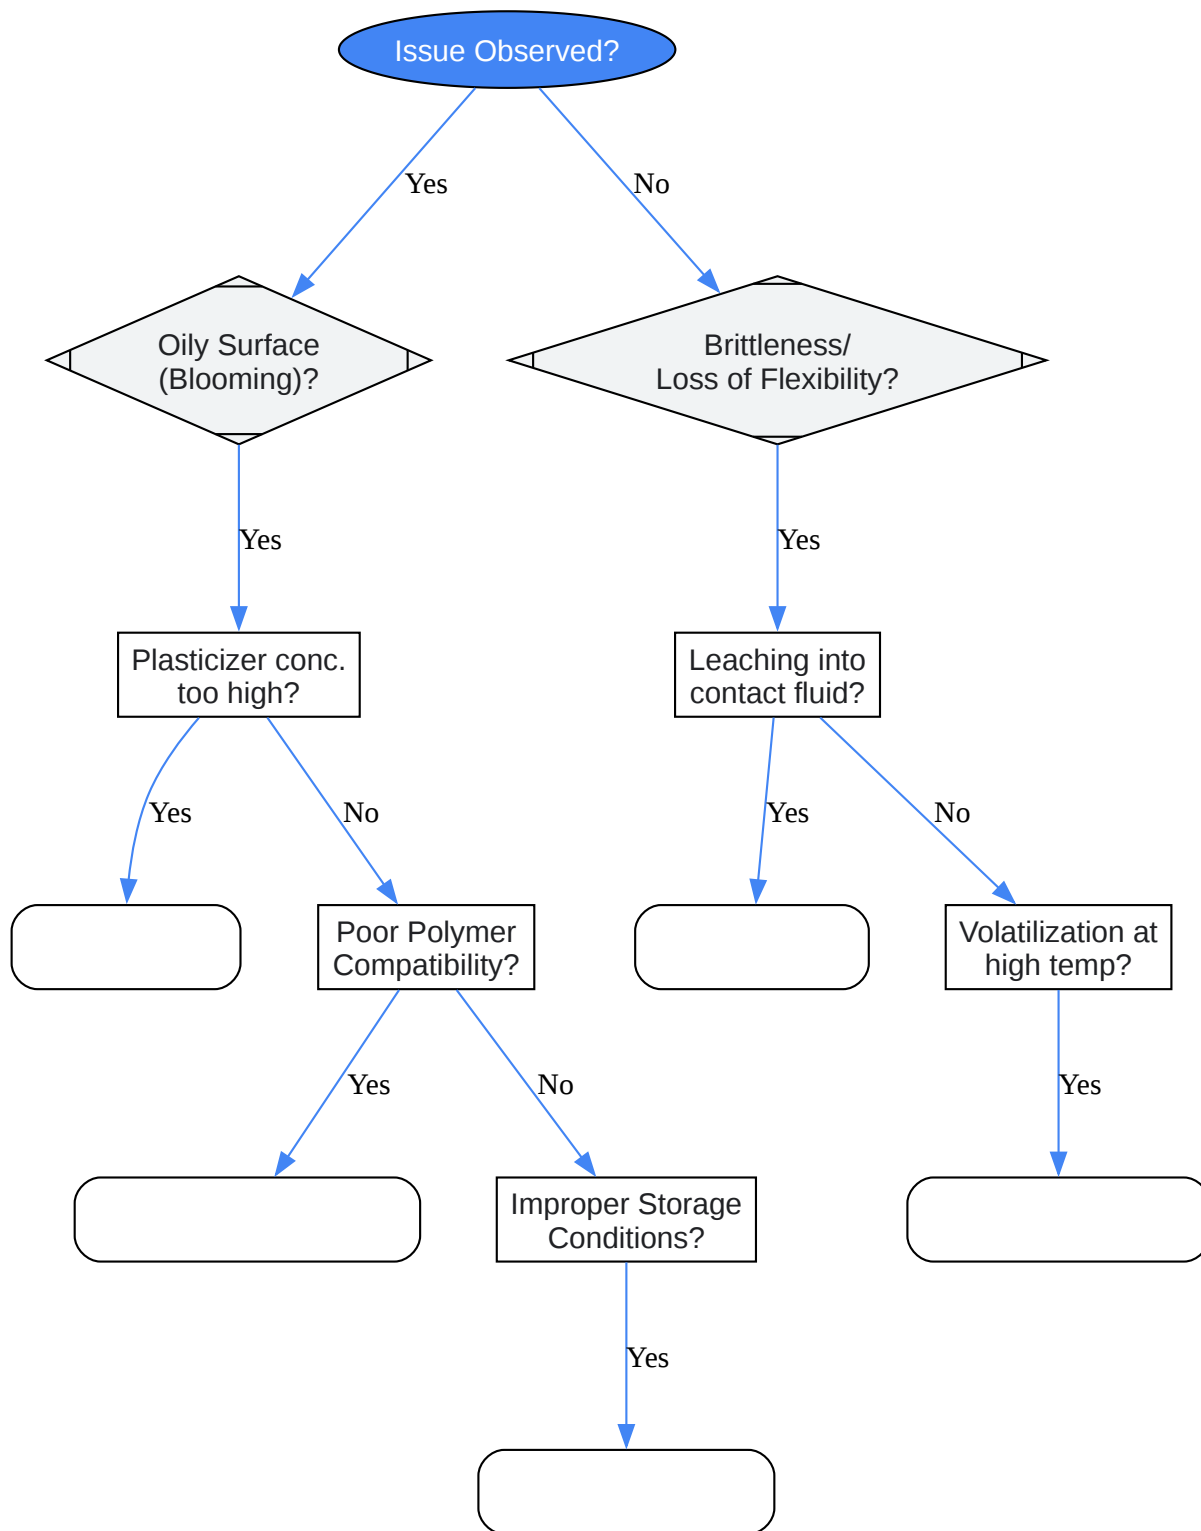 Issue Observed?
Yes
No
Oily Surface
(Blooming)?
Brittleness/
Loss of Flexibility?
Yes
Yes
Plasticizer conc.
too high?
Leaching into
contact fluid?
Yes
No
Yes
No
Poor Polymer
Compatibility?
Volatilization at
high temp?
Yes
No
Yes
Improper Storage
Conditions?
Yes